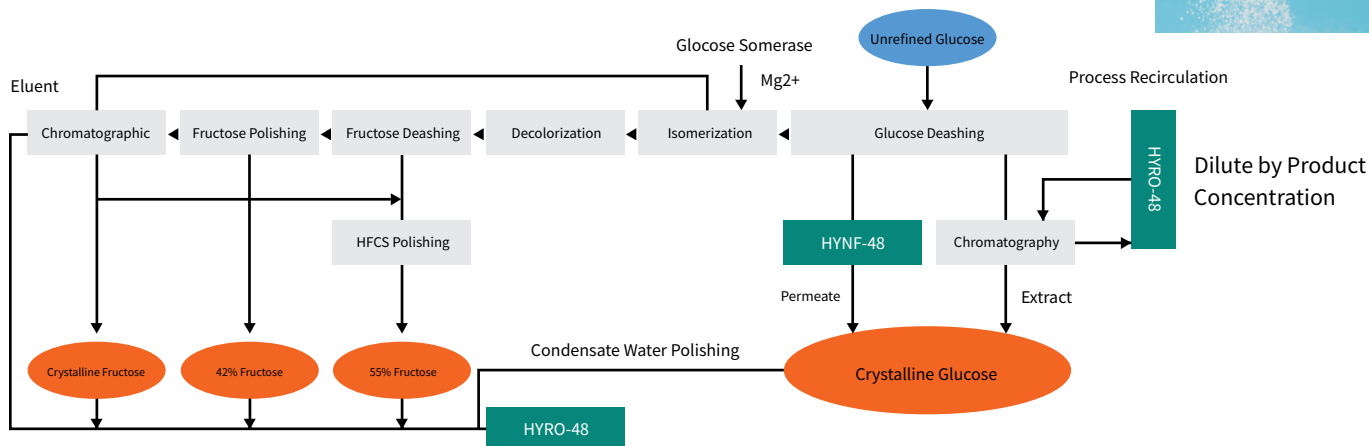 Unrefined Glucose
Glocose Somerase
Mg2+
Process Recirculation
Eluent
Chromatographic
Fructose Polishing
Fructose Deashing
Decolorization
Isomerization
Glucose Deashing
HYRO-48
Dilute by Product
Concentration
HFCS Polishing
HYNF-48
Chromatography
Permeate
Extract
Condensate Water Polishing
Crystalline Fructose
42% Fructose
55% Fructose
Crystalline Glucose
HYRO-48